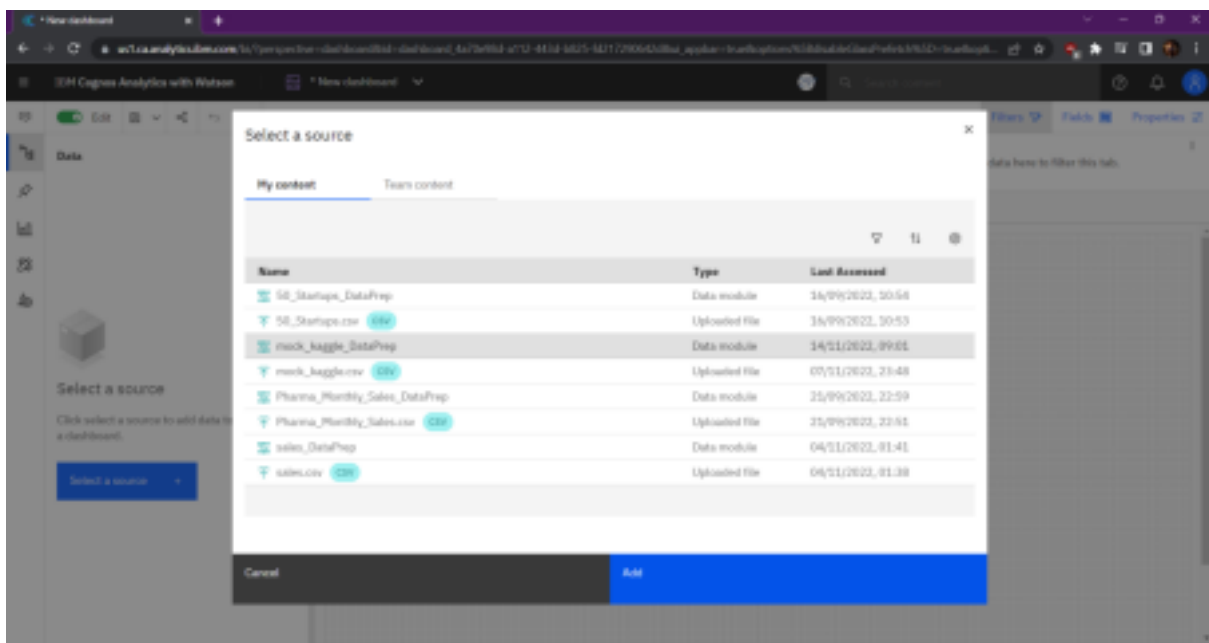 * New dashboard
IBM Cognos Analytics with Watson
* New dashboard
Search content
Edit
Filters
Fields
Properties
Data
data here to filter this tab.
Select a source
My content
Team content
Name Type Last Accessed
50_Startups_DataPrep Data module 16/09/2022, 10:54
50_Startups.csv CSV Uploaded file 16/09/2022, 10:53
mock_kaggle_DataPrep Data module 14/11/2022, 09:01
mock_kaggle.csv CSV Uploaded file 07/11/2022, 23:48
Pharma_Monthly_Sales_DataPrep Data module 21/09/2022, 22:59
Pharma_Monthly_Sales.csv CSV Uploaded file 21/09/2022, 22:51
sales_DataPrep Data module 04/11/2022, 01:41
sales.csv CSV Uploaded file 04/11/2022, 01:38
Select a source
Click select a source to add data to
a dashboard.
Select a source +
Cancel
Add